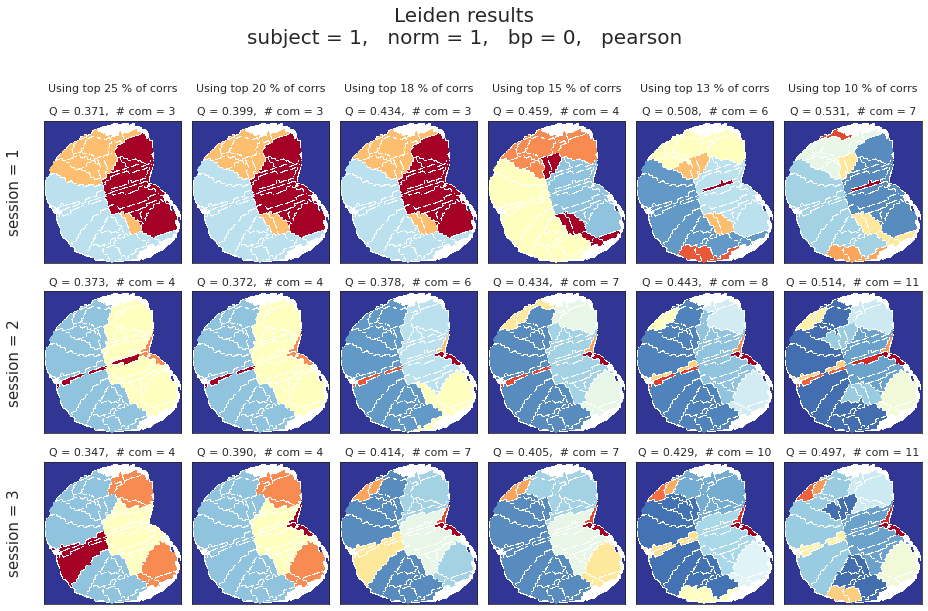 Leiden results
subject = 1,   norm = 1,   bp = 0,   pearson
Using top 25 % of corrs
Using top 20 % of corrs
Using top 18 % of corrs
Using top 15 % of corrs
Using top 13 % of corrs
Using top 10 % of corrs
session = 1
Q = 0.371,  # com = 3
Q = 0.399,  # com = 3
Q = 0.434,  # com = 3
Q = 0.459,  # com = 4
Q = 0.508,  # com = 6
Q = 0.531,  # com = 7
session = 2
Q = 0.373,  # com = 4
Q = 0.372,  # com = 4
Q = 0.378,  # com = 6
Q = 0.434,  # com = 7
Q = 0.443,  # com = 8
Q = 0.514,  # com = 11
session = 3
Q = 0.347,  # com = 4
Q = 0.390,  # com = 4
Q = 0.414,  # com = 7
Q = 0.405,  # com = 7
Q = 0.429,  # com = 10
Q = 0.497,  # com = 11